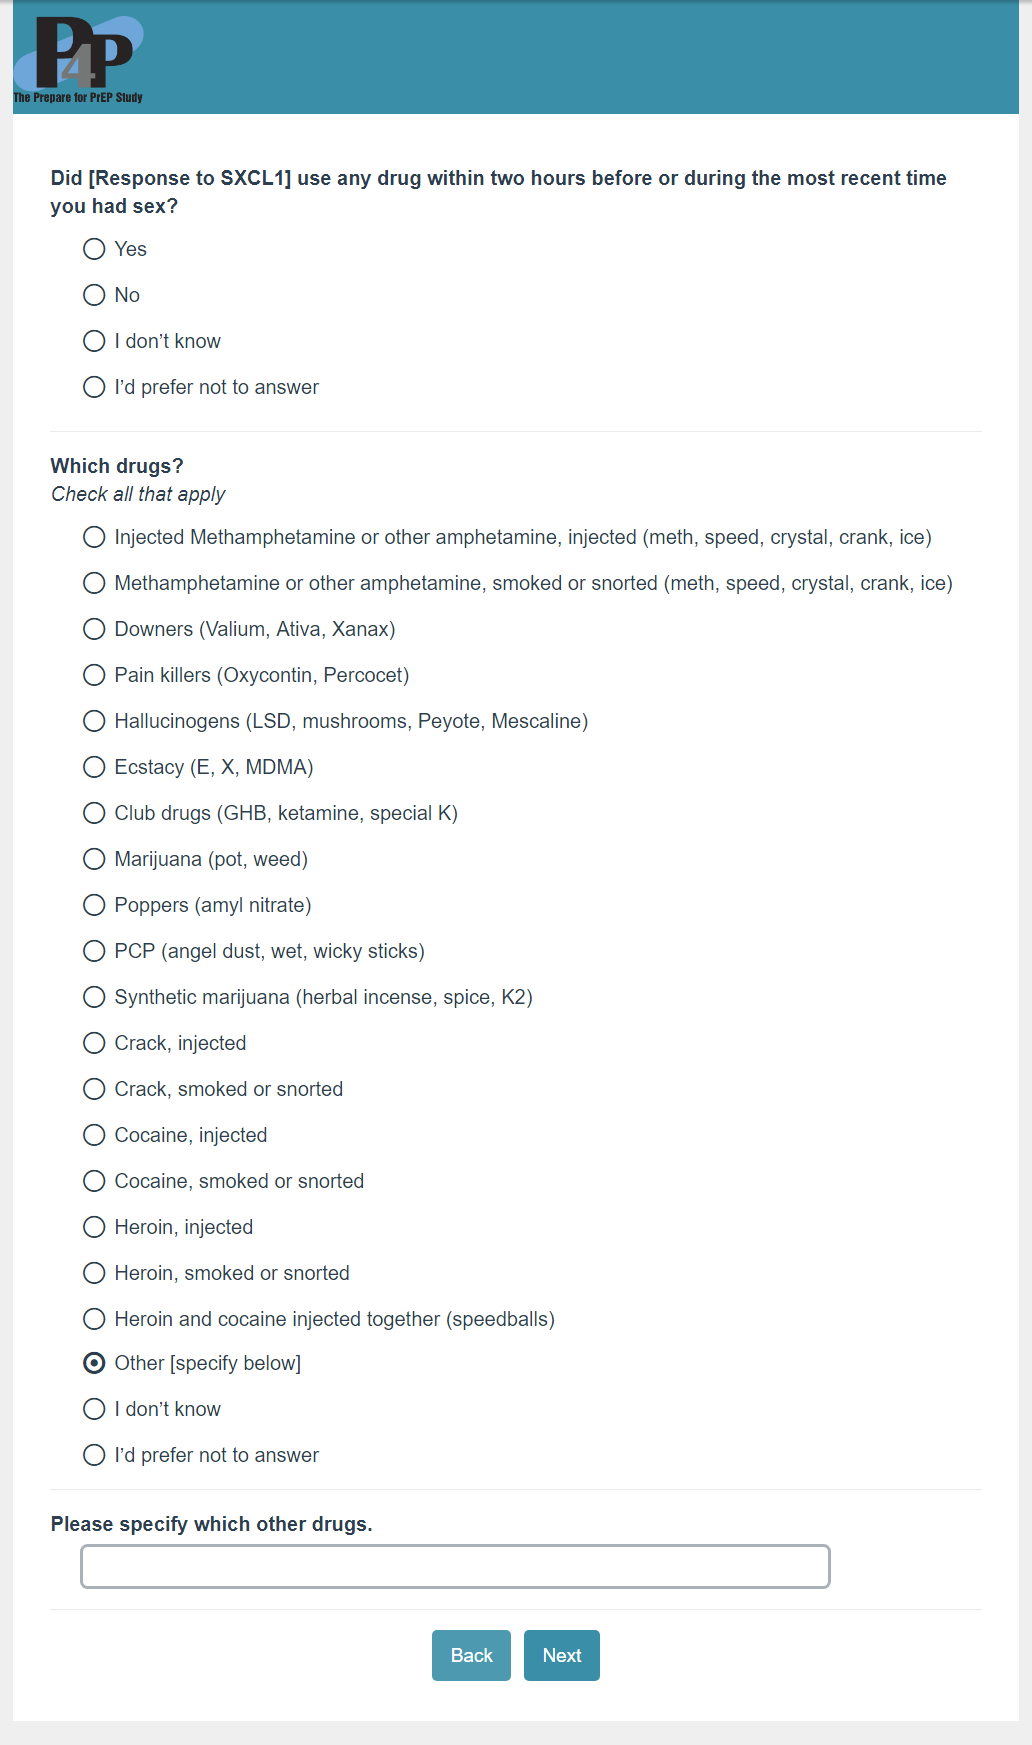 P4P
The Prepare for PrEP Study
Did [Response to SXCL1] use any drug within two hours before or during the most recent time
you had sex?
Yes
No
I don’t know
I’d prefer not to answer
Which drugs?
Check all that apply
Injected Methamphetamine or other amphetamine, injected (meth, speed, crystal, crank, ice)
Methamphetamine or other amphetamine, smoked or snorted (meth, speed, crystal, crank, ice)
Downers (Valium, Ativa, Xanax)
Pain killers (Oxycontin, Percocet)
Hallucinogens (LSD, mushrooms, Peyote, Mescaline)
Ecstacy (E, X, MDMA)
Club drugs (GHB, ketamine, special K)
Marijuana (pot, weed)
Poppers (amyl nitrate)
PCP (angel dust, wet, wicky sticks)
Synthetic marijuana (herbal incense, spice, K2)
Crack, injected
Crack, smoked or snorted
Cocaine, injected
Cocaine, smoked or snorted
Heroin, injected
Heroin, smoked or snorted
Heroin and cocaine injected together (speedballs)
Other [specify below]
I don’t know
I’d prefer not to answer
Please specify which other drugs.
Back Next